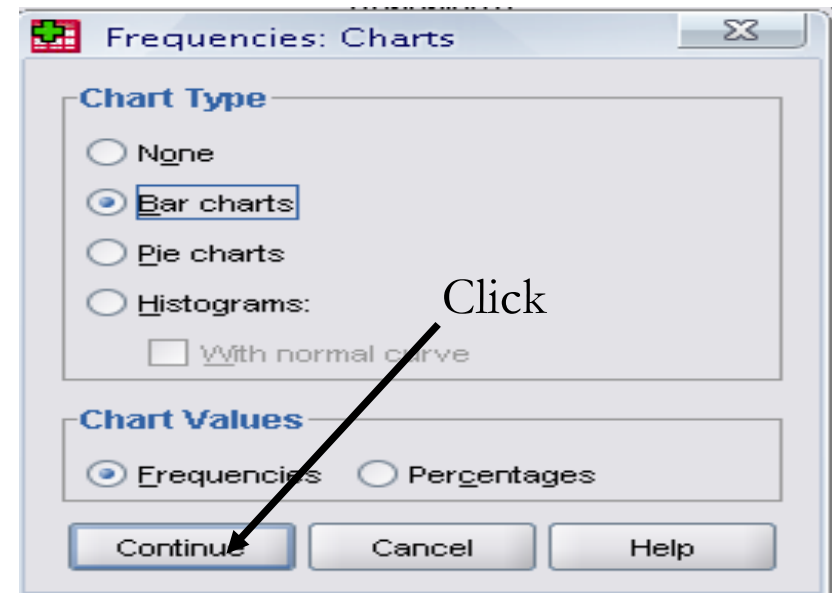 Frequencies: Charts
Chart Type
None
Bar charts
Pie charts
Histograms:
Click
With normal curve
Chart Values
Frequencies Percentages
Continue Cancel Help